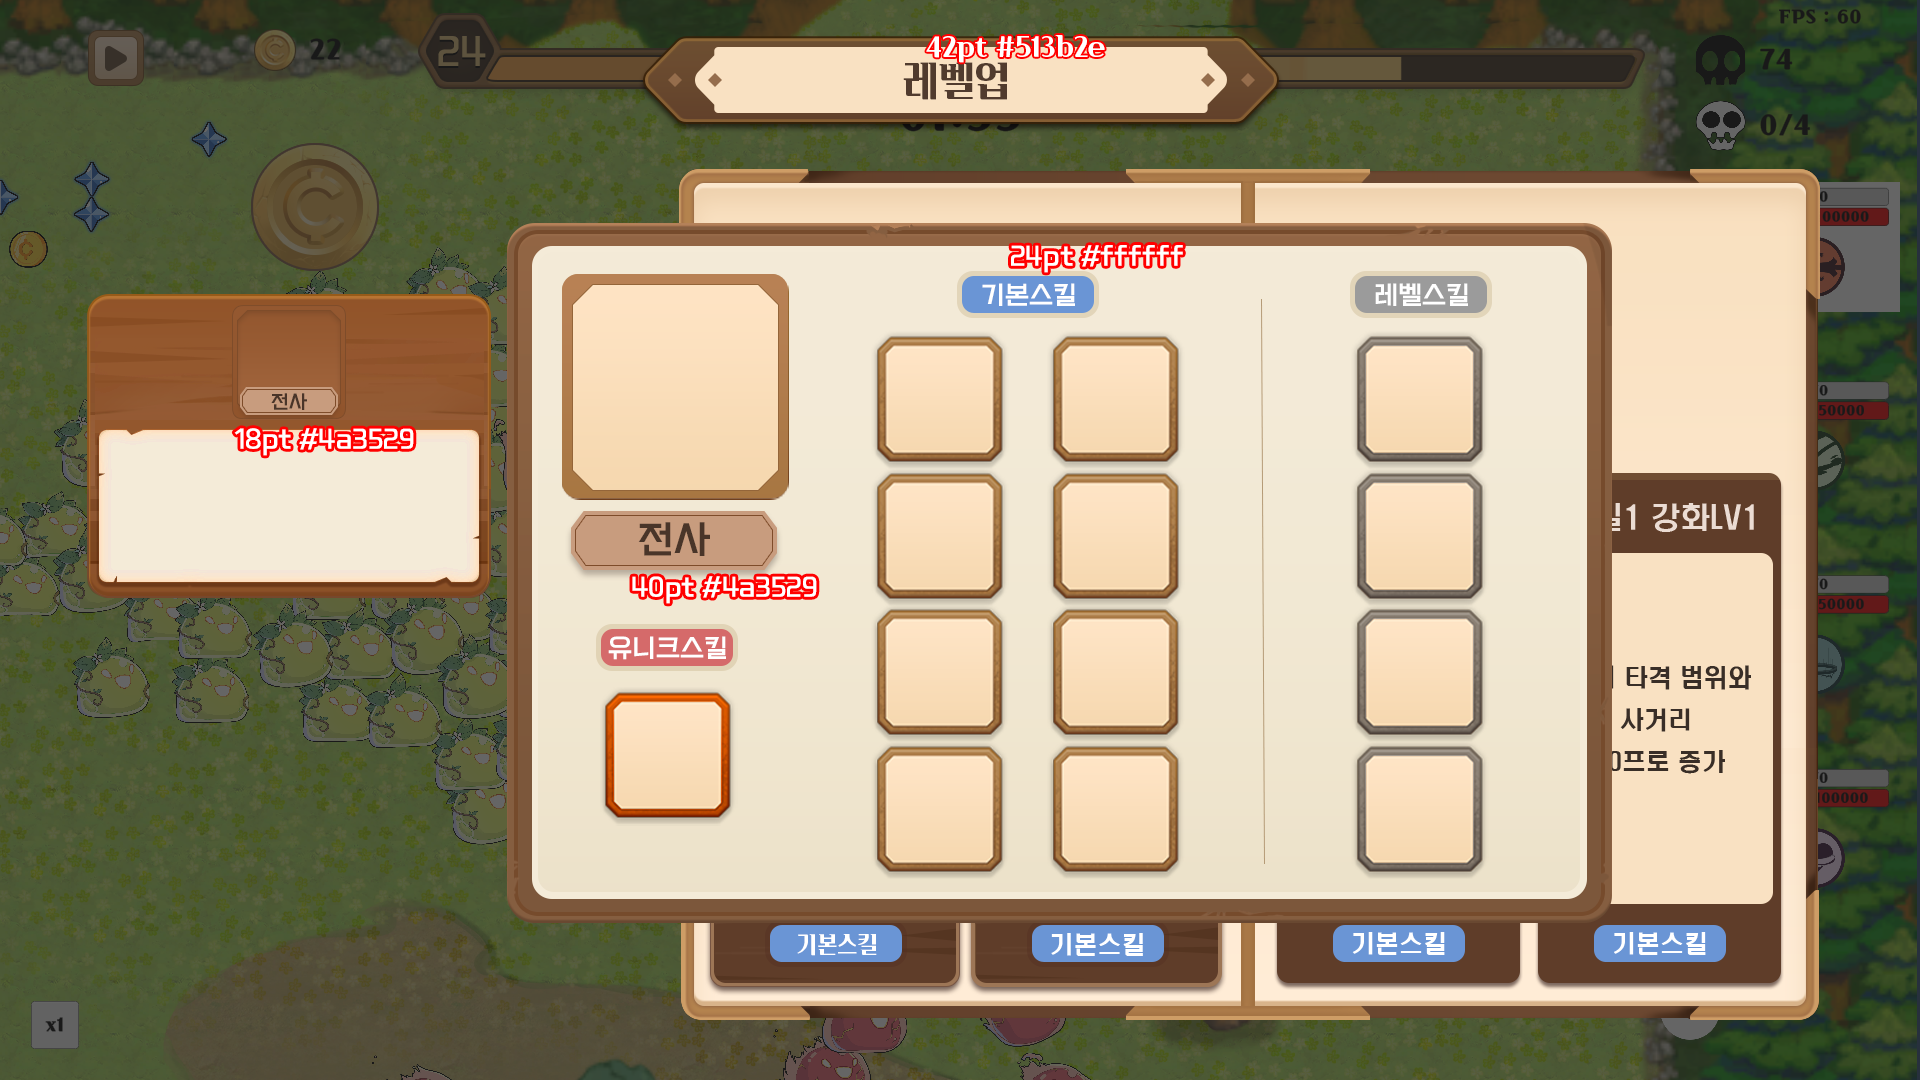 FPS : 60
22
24
42pt #513b2e
레벨업
74
0/4
24pt #ffffff
기본스킬
레벨스킬
전사
18pt #4a3529
전사
40pt #4a3529
유니크스킬
강화LV1
타격 범위와
사거리
0프로 증가
50000
50000
기본스킬
기본스킬
기본스킬
기본스킬
x1